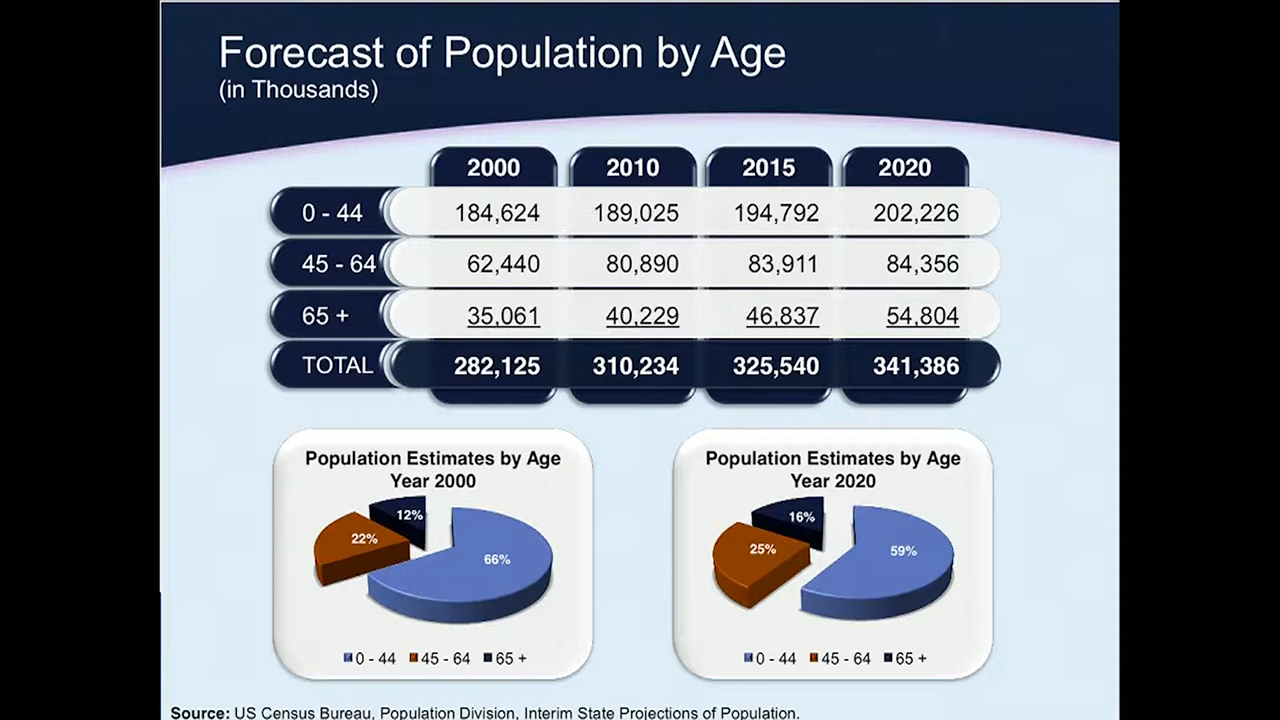 Forecast of Population by Age
(in Thousands)
2000 2010 2015 2020
0 - 44 184,624 189,025 194,792 202,226
45 - 64 62,440 80,890 83,911 84,356
65 + 35,061 40,229 46,837 54,804
TOTAL 282,125 310,234 325,540 341,386
Population Estimates by Age
Year 2000
12%
22%
66%
0 - 44 45 - 64 65 +
Population Estimates by Age
Year 2020
16%
25%
59%
0 - 44 45 - 64 65 +
Source: US Census Bureau, Population Division, Interim State Projections of Population.